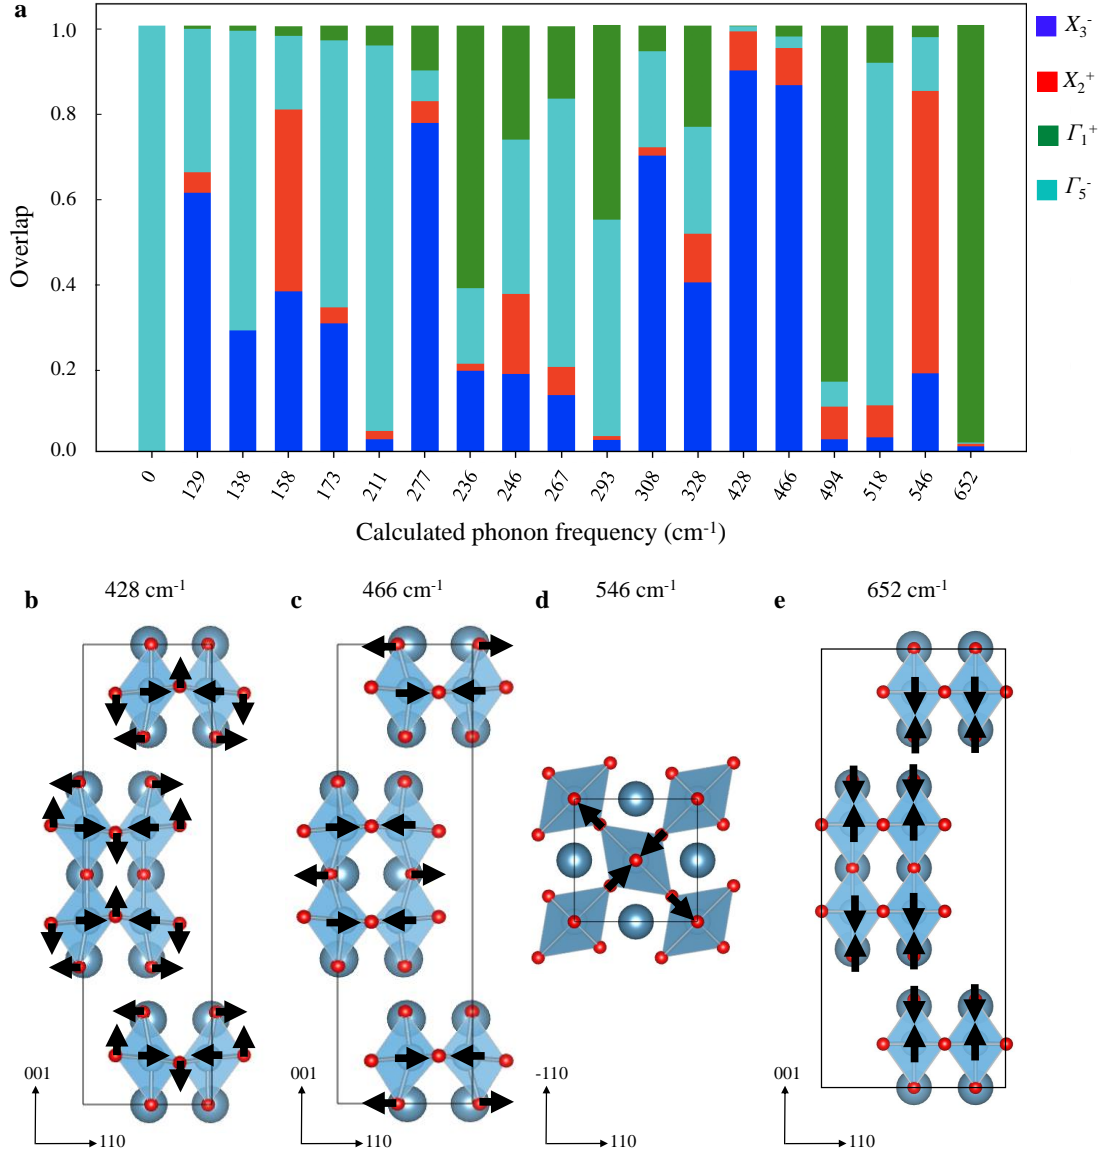 a
1.0
0.8
0.6
0.4
0.2
0.0
Overlap
X₃⁻
X₂⁺
Γ₁⁺
Γ₅⁻
0 129 138 158 173 211 277 236 246 267 293 308 328 428 466 494 518 546 652
Calculated phonon frequency (cm⁻¹)
b 428 cm⁻¹
c 466 cm⁻¹
d 546 cm⁻¹
e 652 cm⁻¹
001 001 -110 001
110 110 110 110